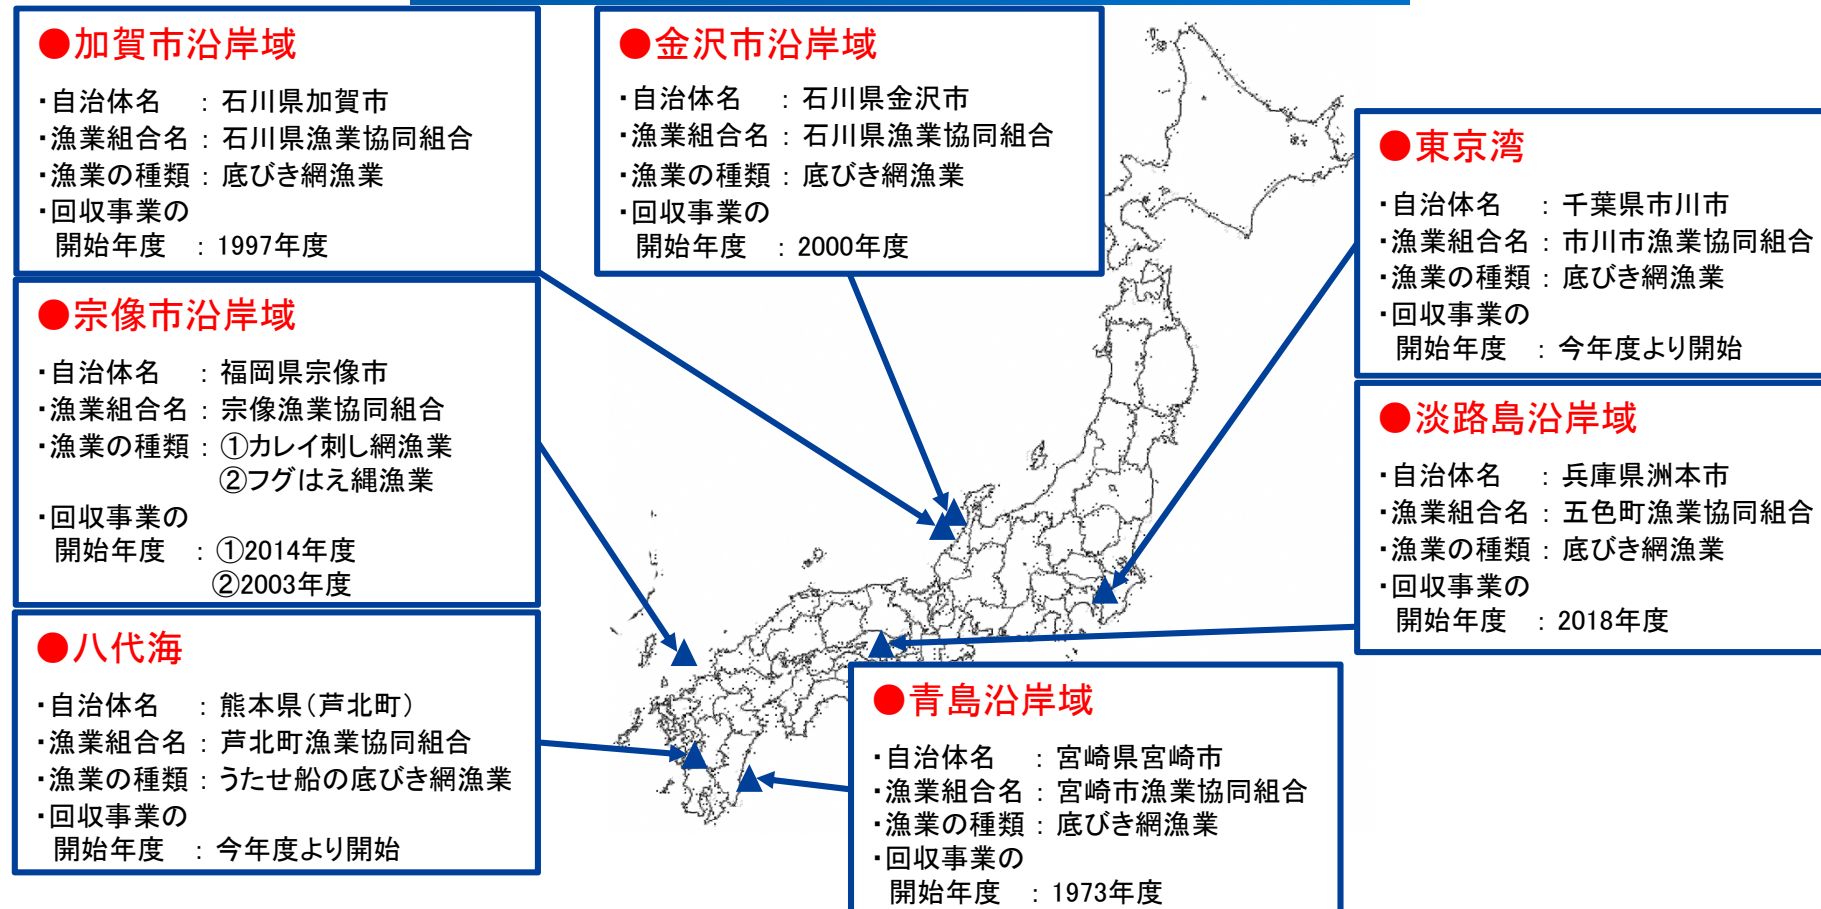 ●加賀市沿岸域
・自治体名 : 石川県加賀市
・漁業組合名 : 石川県漁業協同組合
・漁業の種類 : 底びき網漁業
・回収事業の
開始年度 : 1997年度
●金沢市沿岸域
・自治体名 : 石川県金沢市
・漁業組合名 : 石川県漁業協同組合
・漁業の種類 : 底びき網漁業
・回収事業の
開始年度 : 2000年度
●東京湾
・自治体名 : 千葉県市川市
・漁業組合名 : 市川市漁業協同組合
・漁業の種類 : 底びき網漁業
・回収事業の
開始年度 : 今年度より開始
●宗像市沿岸域
・自治体名 : 福岡県宗像市
・漁業組合名 : 宗像漁業協同組合
・漁業の種類 : ①カレイ刺し網漁業
②フグはえ縄漁業
・回収事業の
開始年度 : ①2014年度
②2003年度
●淡路島沿岸域
・自治体名 : 兵庫県洲本市
・漁業組合名 : 五色町漁業協同組合
・漁業の種類 : 底びき網漁業
・回収事業の
開始年度 : 2018年度
●八代海
・自治体名 : 熊本県(芦北町)
・漁業組合名 : 芦北町漁業協同組合
・漁業の種類 : うたせ船の底びき網漁業
・回収事業の
開始年度 : 今年度より開始
●青島沿岸域
・自治体名 : 宮崎県宮崎市
・漁業組合名 : 宮崎市漁業協同組合
・漁業の種類 : 底びき網漁業
・回収事業の
開始年度 : 1973年度